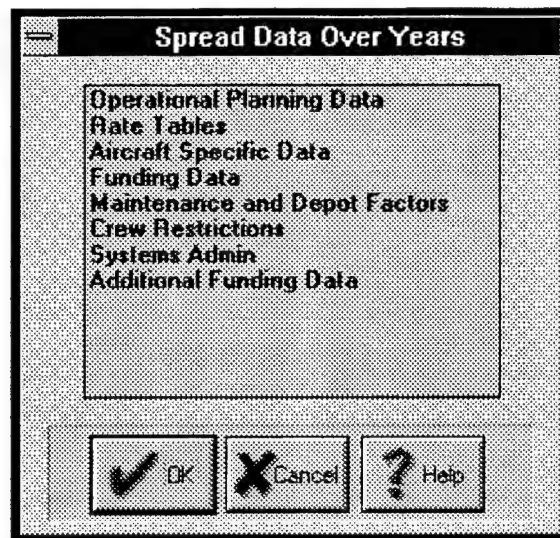 Spread Data Over Years
Operational Planning Data
Rate Tables
Aircraft Specific Data
Funding Data
Maintenance and Depot Factors
Crew Restrictions
Systems Admin
Additional Funding Data
OK Cancel Help